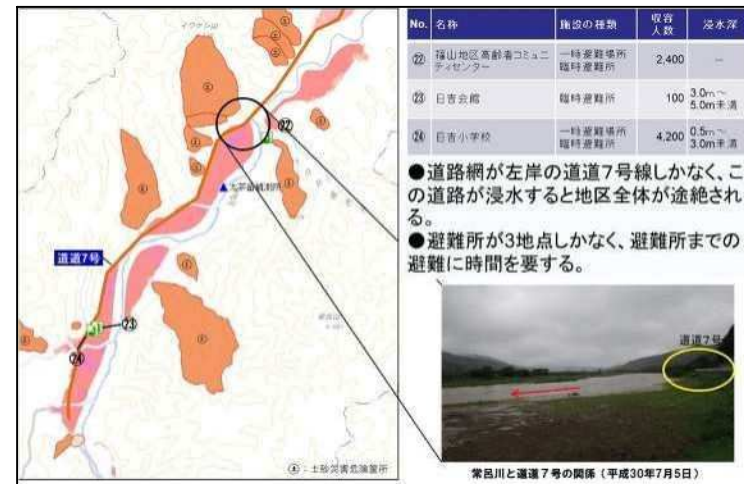 No. 名称 施設の種類 収容人数 浸水深
㉒ 福山地区高齢者コミュニティセンター 一時避難場所 臨時避難所 2,400 －
㉓ 日吉会館 臨時避難所 100 3.0m～5.0m未満
㉔ 日吉小学校 一時避難場所 臨時避難所 4,200 0.5m～3.0m未満
●道路網が左岸の道道7号線しかなく、こ
の道路が浸水すると地区全体が途絶され
る。
●避難所が3地点しかなく、避難所までの
避難に時間を要する。
㉒
道道7号
㉓
㉔
：土砂災害危険箇所
道道7号
常呂川と道道7号の関係（平成30年7月5日）